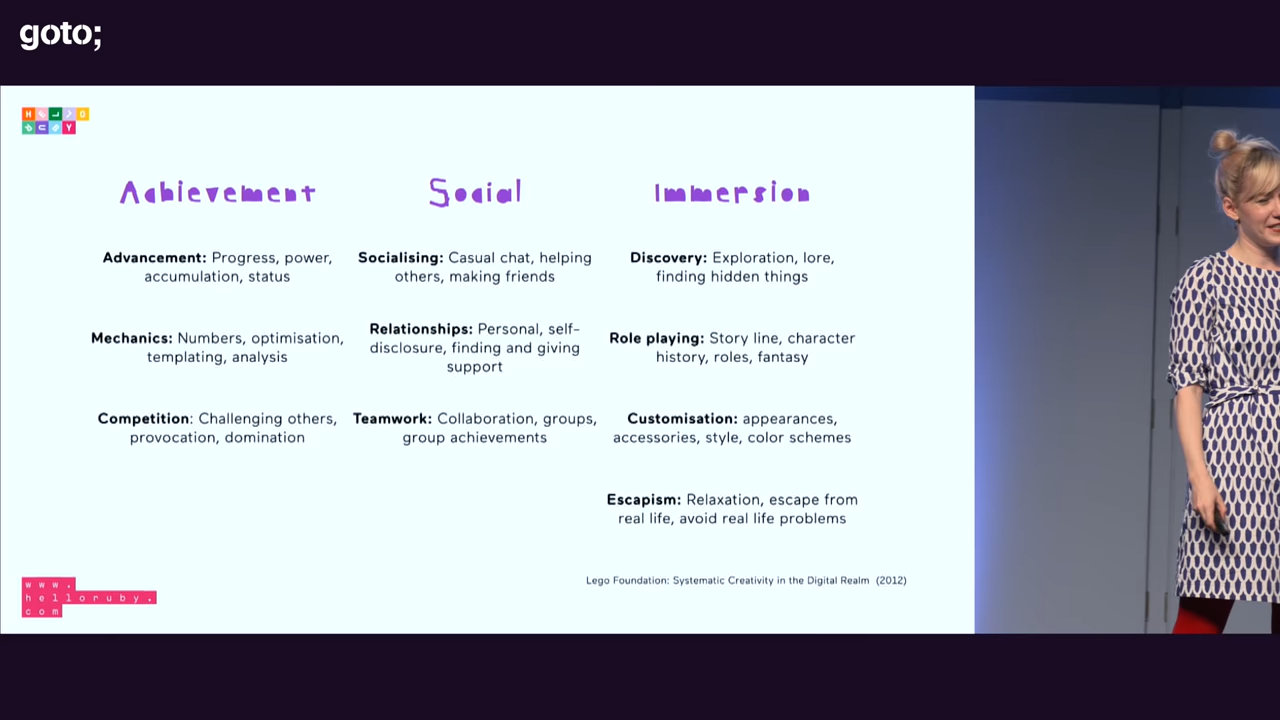 goto;
HELLO
RUBY
Achievement
Advancement: Progress, power,
accumulation, status
Mechanics: Numbers, optimisation,
templating, analysis
Competition: Challenging others,
provocation, domination
Social
Socialising: Casual chat, helping
others, making friends
Relationships: Personal, self-
disclosure, finding and giving
support
Teamwork: Collaboration, groups,
group achievements
Immersion
Discovery: Exploration, lore,
finding hidden things
Role playing: Story line, character
history, roles, fantasy
Customisation: appearances,
accessories, style, color schemes
Escapism: Relaxation, escape from
real life, avoid real life problems
Lego Foundation: Systematic Creativity in the Digital Realm (2012)
www.
helloruby.
com